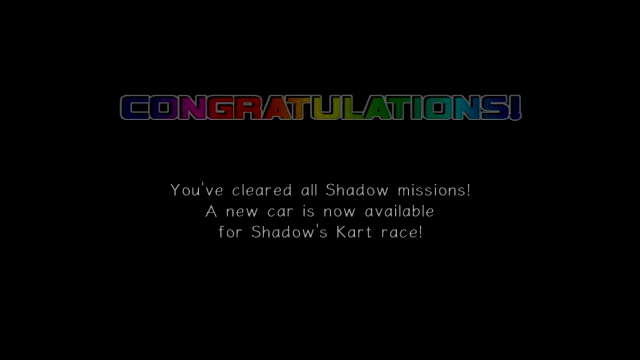 CONGRATULATIONS!
You've cleared all Shadow missions!
A new car is now available
for Shadow's Kart race!